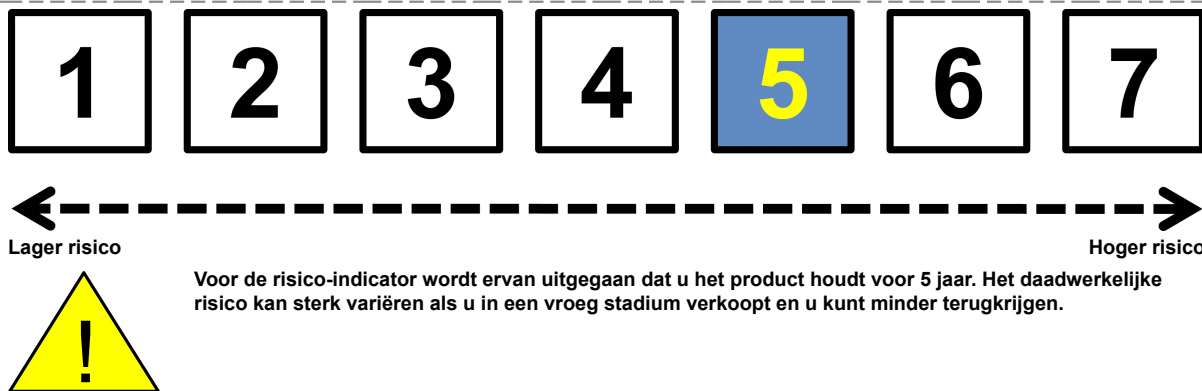 1 2 3 4 5 6 7
Lager risico Hoger risico
Voor de risico-indicator wordt ervan uitgegaan dat u het product houdt voor 5 jaar. Het daadwerkelijke
risico kan sterk variëren als u in een vroeg stadium verkoopt en u kunt minder terugkrijgen.
!